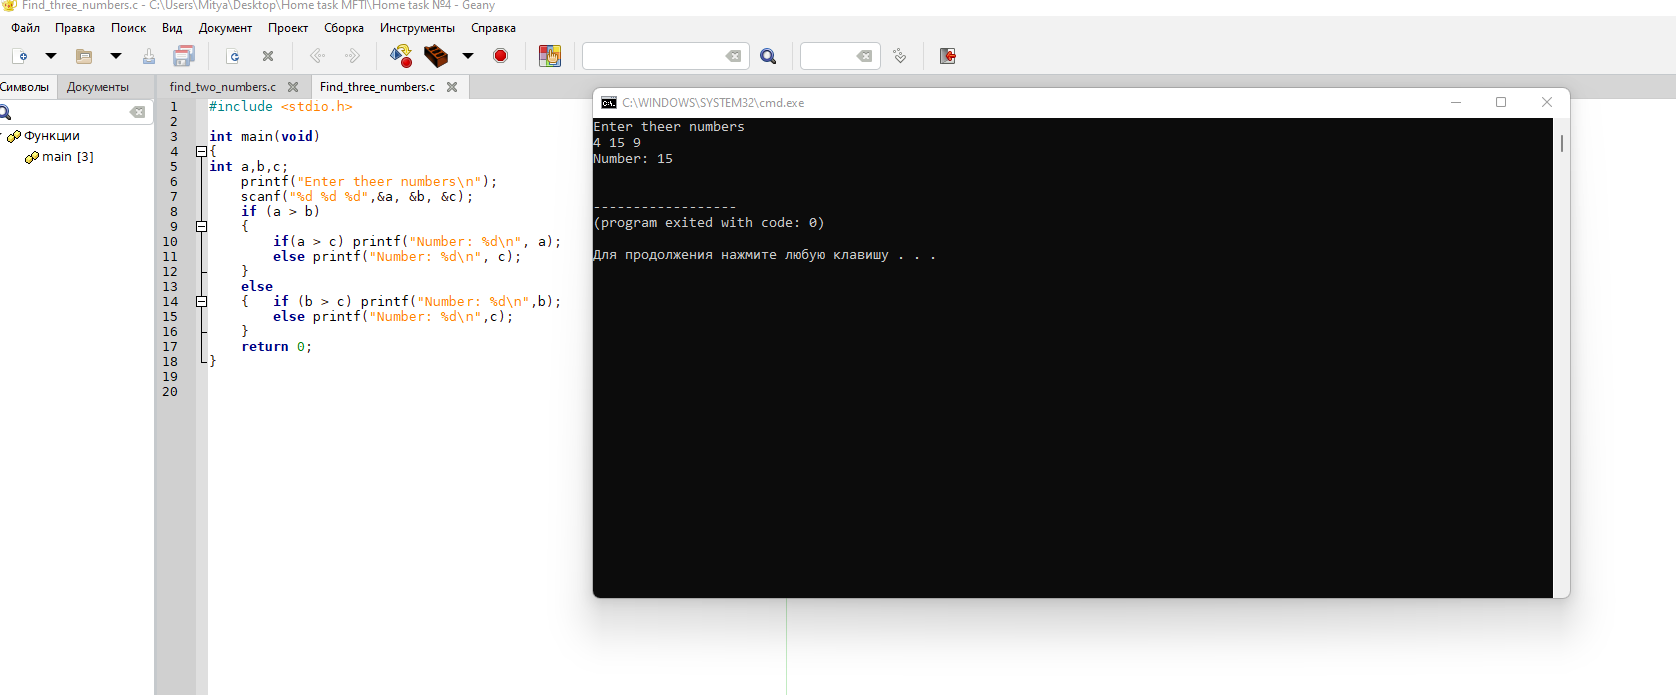 Find_three_numbers.c - C:\Users\Mitya\Desktop\Home task MFTI\Home task №4 - Geany
Файл Правка Поиск Вид Документ Проект Сборка Инструменты Справка
Символы Документы
find_two_numbers.c Find_three_numbers.c
Функции
main [3]
1 #include <stdio.h>
2
3 int main(void)
4 {
5 int a,b,c;
6     printf("Enter theer numbers\n");
7     scanf("%d %d %d",&a, &b, &c);
8     if (a > b)
9     {
10         if(a > c) printf("Number: %d\n", a);
11         else printf("Number: %d\n", c);
12     }
13     else
14     {   if (b > c) printf("Number: %d\n",b);
15         else printf("Number: %d\n",c);
16     }
17     return 0;
18 }
19
20
C:\WINDOWS\SYSTEM32\cmd.exe
Enter theer numbers
4 15 9
Number: 15
------------------
(program exited with code: 0)
Для продолжения нажмите любую клавишу . . .